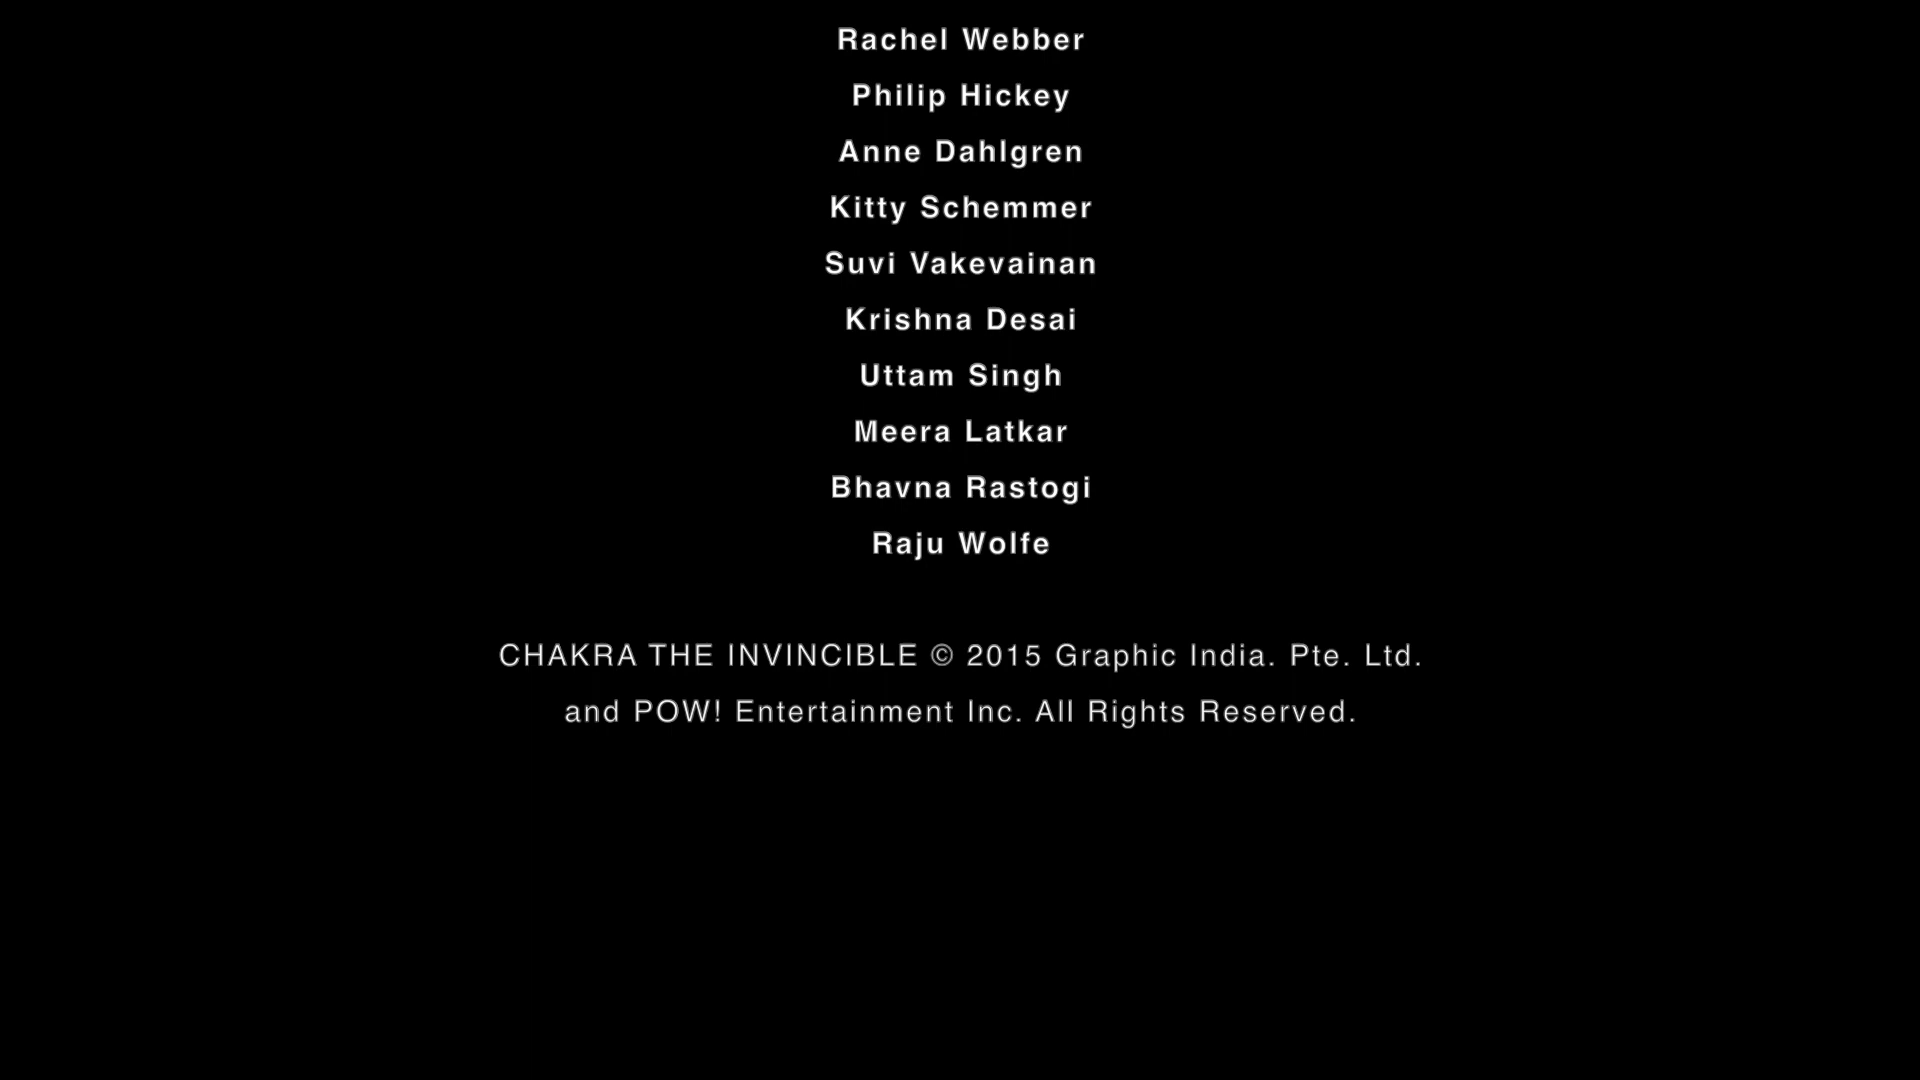 Rachel Webber
Philip Hickey
Anne Dahlgren
Kitty Schemmer
Suvi Vakevainan
Krishna Desai
Uttam Singh
Meera Latkar
Bhavna Rastogi
Raju Wolfe
CHAKRA THE INVINCIBLE © 2015 Graphic India. Pte. Ltd.
and POW! Entertainment Inc. All Rights Reserved.